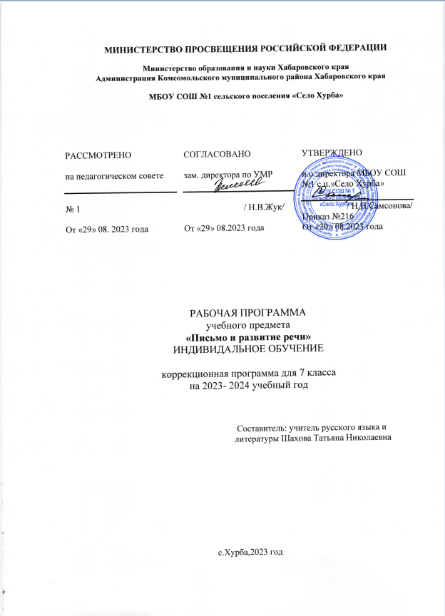 МИНИСТЕРСТВО ПРОСВЕЩЕНИЯ РОССИЙСКОЙ ФЕДЕРАЦИИ
Министерство образования и науки Хабаровского края
Администрация Комсомольского муниципального района Хабаровского края
МБОУ СОШ №1 сельского поселения «Село Хурба»
РАССМОТРЕНО
на педагогическом совете
№ 1
От «29» 08. 2023 года
СОГЛАСОВАНО
зам. директора по УМР
/ Н.В.Жук/
От «29» 08.2023 года
УТВЕРЖДЕНО
и.о директора МБОУ СОШ
№1 с.п.»Село Хурба»
Н.Н.Самсонова/
Приказ №216
От «29» 08.2023 года
РАБОЧАЯ ПРОГРАММА
учебного предмета
«Письмо и развитие речи»
ИНДИВИДАЛЬНОЕ ОБУЧЕНИЕ
коррекционная программа для 7 класса
на 2023- 2024 учебный год
Составитель: учитель русского языка и
литературы Шахова Татьяна Николаевна
с.Хурба,2023 год